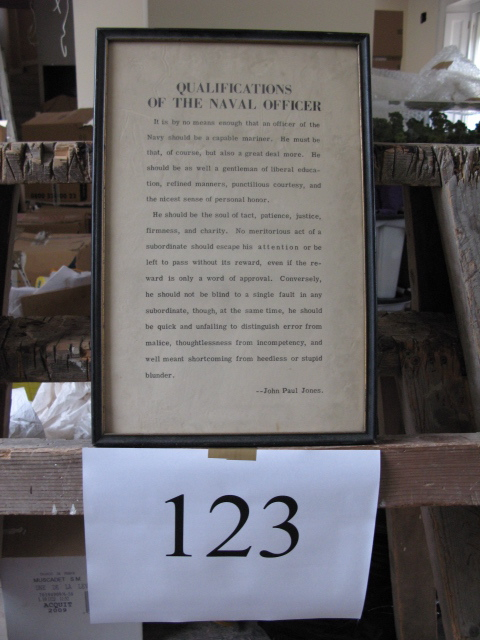 QUALIFICATIONS
OF THE NAVAL OFFICER
It is by no means enough that an officer of the
Navy should be a capable mariner. He must be
that, of course, but also a great deal more. He
should be as well a gentleman of liberal educa-
tion, refined manners, punctilious courtesy, and
the nicest sense of personal honor.
He should be the soul of tact, patience, justice,
firmness, and charity. No meritorious act of a
subordinate should escape his attention or be
left to pass without its reward, even if the re-
ward is only a word of approval. Conversely,
he should not be blind to a single fault in any
subordinate, though, at the same time, he should
be quick and unfailing to distinguish error from
malice, thoughtlessness from incompetency, and
well meant shortcoming from heedless or stupid
blunder.
--John Paul Jones.
123
ACQUIT